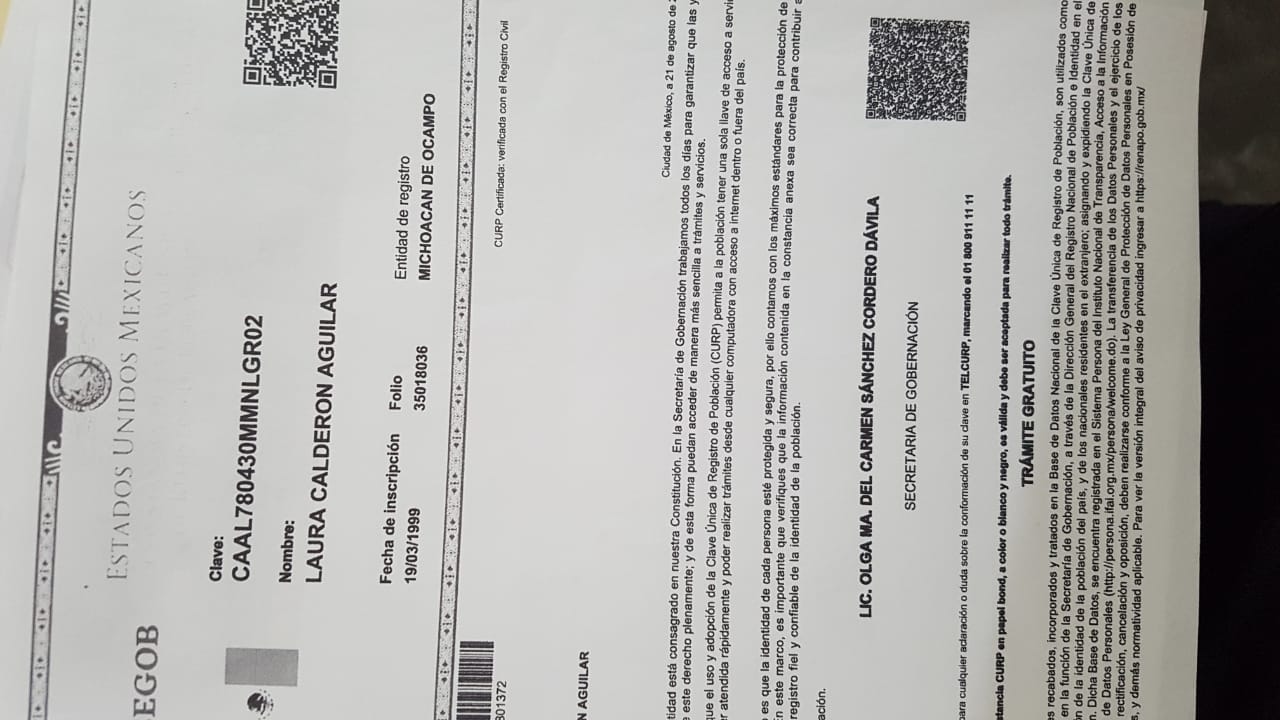 ESTADOS UNIDOS MEXICANOS
EGOB
Clave:
CAAL780430MMNLGR02
Nombre:
LAURA CALDERON AGUILAR
Fecha de inscripción Folio Entidad de registro
19/03/1999 35018036 MICHOACAN DE OCAMPO
301372
CURP Certificada: verificada con el Registro Civil
N AGUILAR
Ciudad de México, a 21 de agosto de
tidad está consagrado en nuestra Constitución. En la Secretaría de Gobernación trabajamos todos los días para garantizar que las y
e este derecho plenamente; y de esta forma puedan acceder de manera más sencilla a trámites y servicios.
que el uso y adopción de la Clave Única de Registro de Población (CURP) permita a la población tener una sola llave de acceso a servi
r atendida rápidamente y poder realizar trámites desde cualquier computadora con acceso a internet dentro o fuera del país.
o es que la identidad de cada persona esté protegida y segura, por ello contamos con los máximos estándares para la protección de
n este marco, es importante que verifiques que la información contenida en la constancia anexa sea correcta para contribuir a
registro fiel y confiable de la identidad de la población.
ación.
LIC. OLGA MA. DEL CARMEN SÁNCHEZ CORDERO DÁVILA
SECRETARIA DE GOBERNACIÓN
para cualquier aclaración o duda sobre la conformación de su clave en TELCURP, marcando el 01 800 911 11 11
stancia CURP en papel bond, a color o blanco y negro, es válida y debe ser aceptada para realizar todo trámite.
TRÁMITE GRATUITO
s recabados, incorporados y tratados en la Base de Datos Nacional de la Clave Única de Registro de Población, son utilizados como
en la función de la Secretaría de Gobernación, a través de la Dirección General del Registro Nacional de Población e Identidad en el
n de la identidad de la población del país, y de los nacionales residentes en el extranjero; asignando y expidiendo la Clave Única de
n. Dicha Base de Datos, se encuentra registrada en el Sistema Persona del Instituto Nacional de Transparencia, Acceso a la Información
de Datos Personales (http://persona.ifai.org.mx/persona/welcome.do). La transferencia de los Datos Personales y el ejercicio de los
rectificación, cancelación y oposición, deben realizarse conforme a la Ley General de Protección de Datos Personales en Posesión de
s, y demás normatividad aplicable. Para ver la versión integral del aviso de privacidad ingresar a https://renapo.gob.mx/